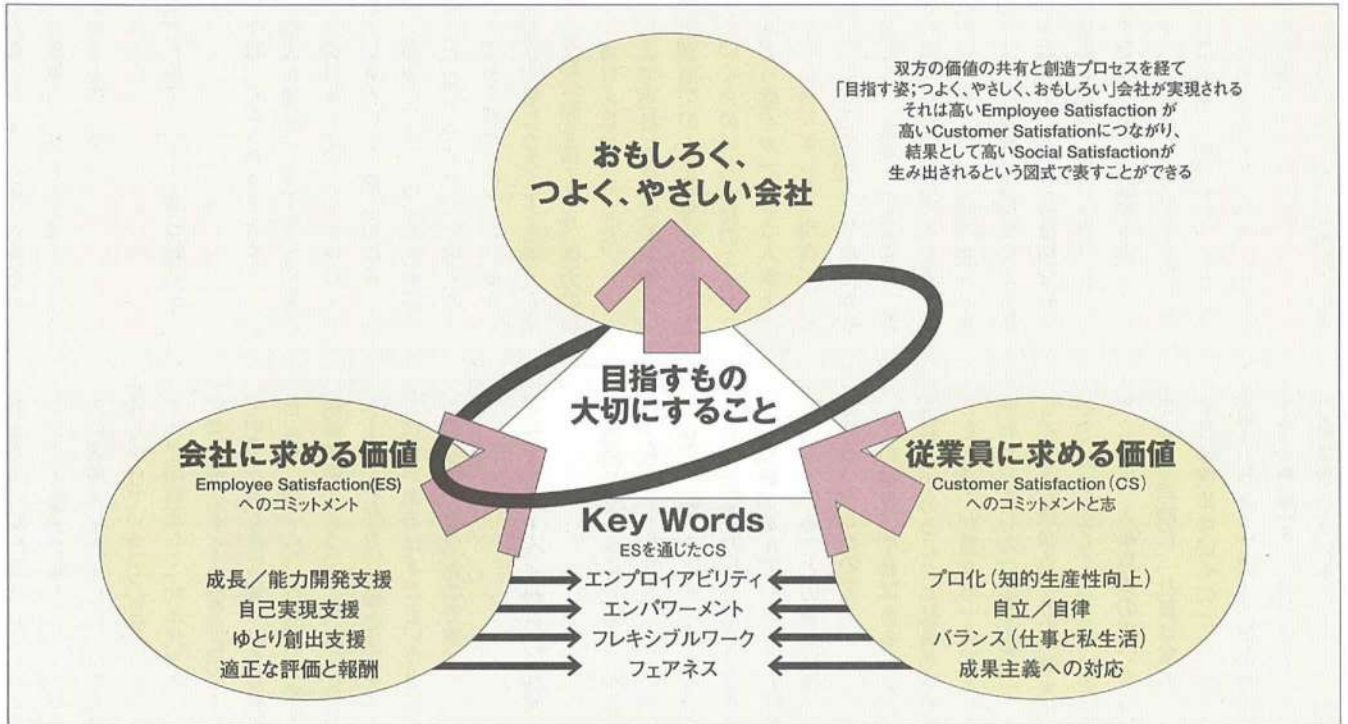 双方の価値の共有と創造プロセスを経て
「目指す姿;つよく、やさしく、おもしろい」会社が実現される
それは高いEmployee Satisfaction が
高いCustomer Satisfationにつながり、
結果として高いSocial Satisfactionが
生み出されるという図式で表すことができる
おもしろく、
つよく、やさしい会社
目指すもの
大切にすること
会社に求める価値
Employee Satisfaction(ES)
へのコミットメント
成長／能力開発支援
自己実現支援
ゆとり創出支援
適正な評価と報酬
Key Words
ESを通じたCS
エンプロイアビリティ
エンパワーメント
フレキシブルワーク
フェアネス
従業員に求める価値
Customer Satisfaction(CS)
へのコミットメントと志
プロ化(知的生産性向上)
自立／自律
バランス(仕事と私生活)
成果主義への対応